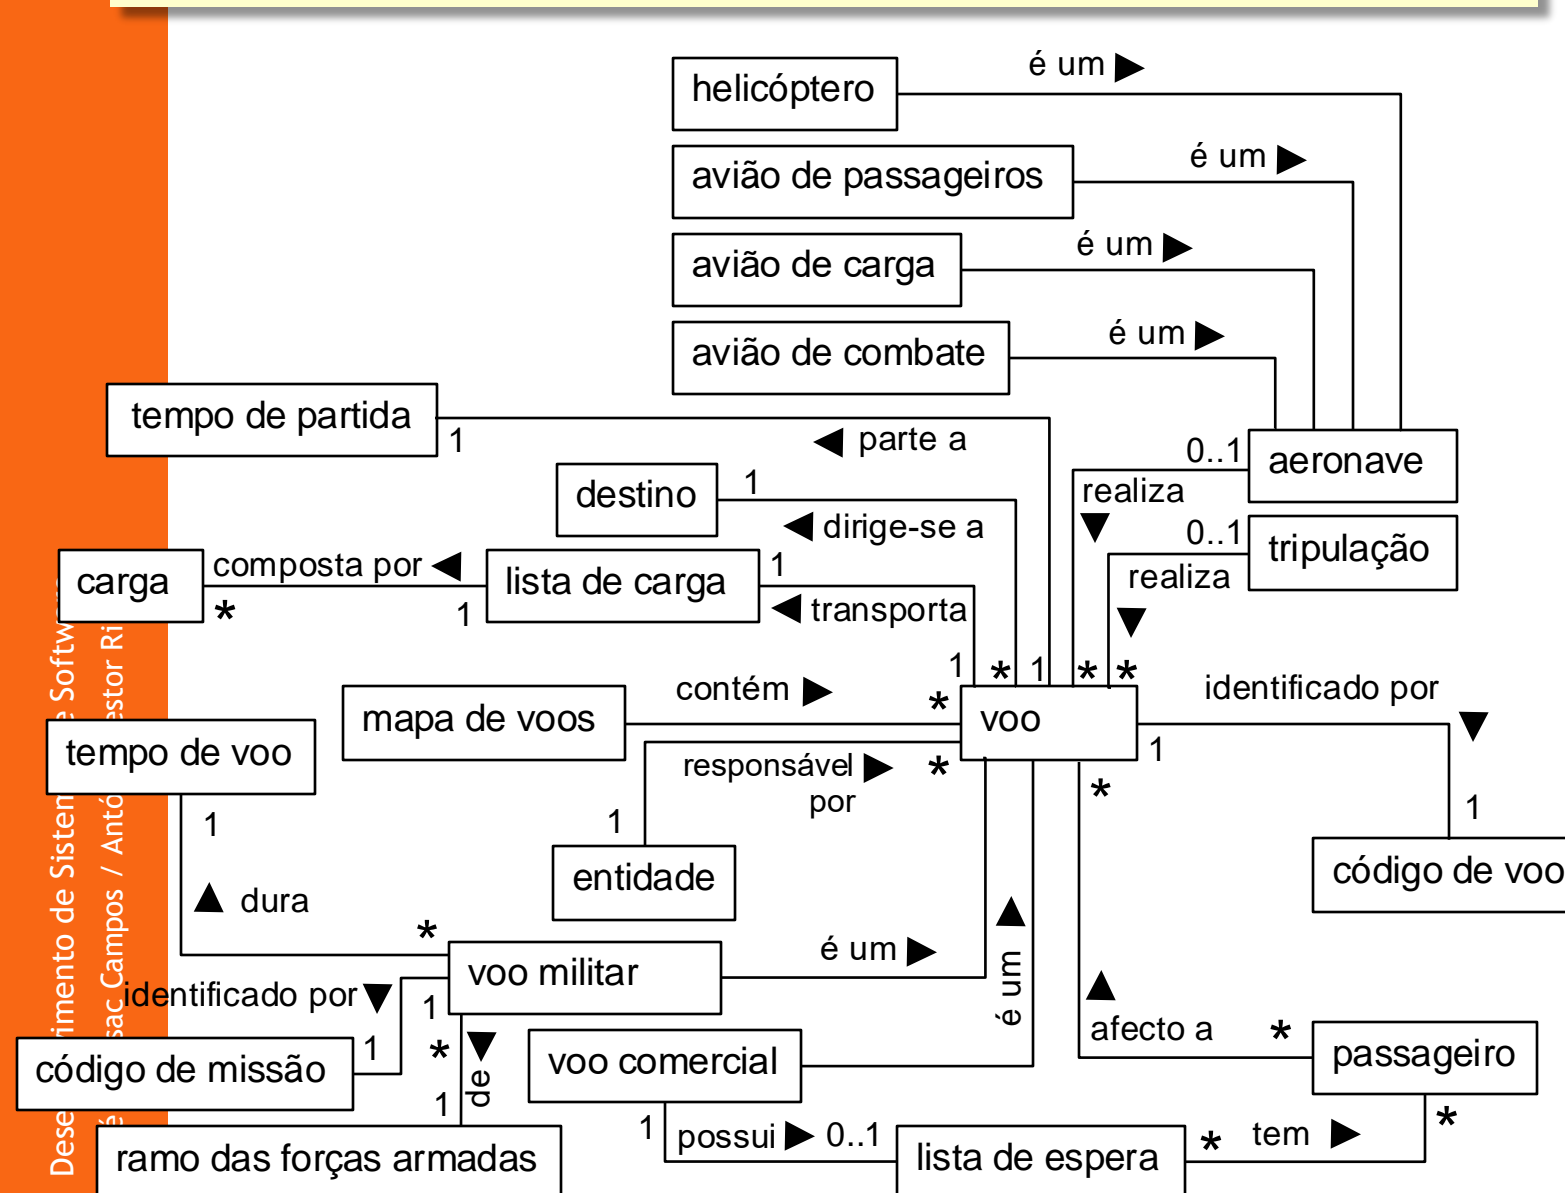 helicóptero
é um
avião de passageiros
é um
avião de carga
é um
avião de combate
é um
tempo de partida
1
parte a
0..1
aeronave
realiza
destino
1
dirige-se a
0..1
tripulação
realiza
carga
composta por
*
1
lista de carga
1
transporta
1
*
1
*
*
mapa de voos
contém
*
voo
identificado por
1
1
código de voo
tempo de voo
1
dura
*
responsável
por
*
1
entidade
voo militar
é um
é um
*
afecto a
*
passageiro
identificado por
1
1
código de missão
*
de
1
ramo das forças armadas
voo comercial
1
possui
0..1
lista de espera
*
tem
*
de Software
Campos /